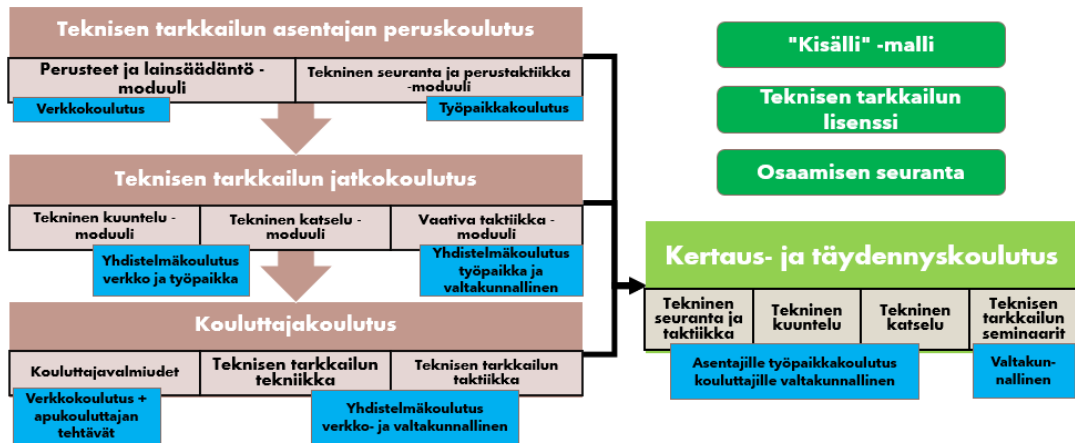 Teknisen tarkkailun asentajan peruskoulutus
Perusteet ja lainsäädäntö -
moduuli
Verkkokoulutus
Tekninen seuranta ja perustaktiikka
-moduuli
Työpaikkakoulutus
Teknisen tarkkailun jatkokoulutus
Tekninen kuuntelu -
moduuli
Tekninen katselu -
moduuli
Vaativa taktiikka -
moduuli
Yhdistelmäkoulutus
verkko ja työpaikka
Yhdistelmäkoulutus
työpaikka ja
valtakunnallinen
Kouluttajakoulutus
Kouluttajavalmiudet
Teknisen tarkkailun
tekniikka
Teknisen tarkkailun
taktiikka
Verkkokoulutus +
apukouluttajan
tehtävät
Yhdistelmäkoulutus
verkko- ja valtakunnallinen
"Kisälli" -malli
Teknisen tarkkailun
lisenssi
Osaamisen seuranta
Kertaus- ja täydennyskoulutus
Tekninen
seuranta ja
taktiikka
Tekninen
kuuntelu
Tekninen
katselu
Teknisen
tarkkailun
seminaarit
Asentajille työpaikkakoulutus
kouluttajille valtakunnallinen
Valtakun-
nallinen